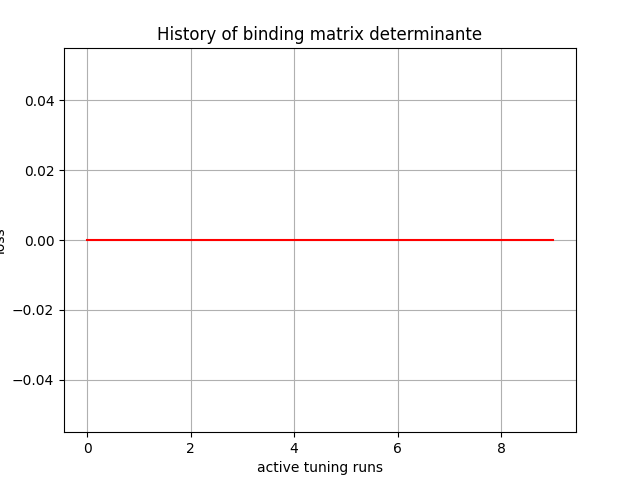 History of binding matrix determinante
0.04
0.02
0.00
−0.02
−0.04
0 2 4 6 8
active tuning runs